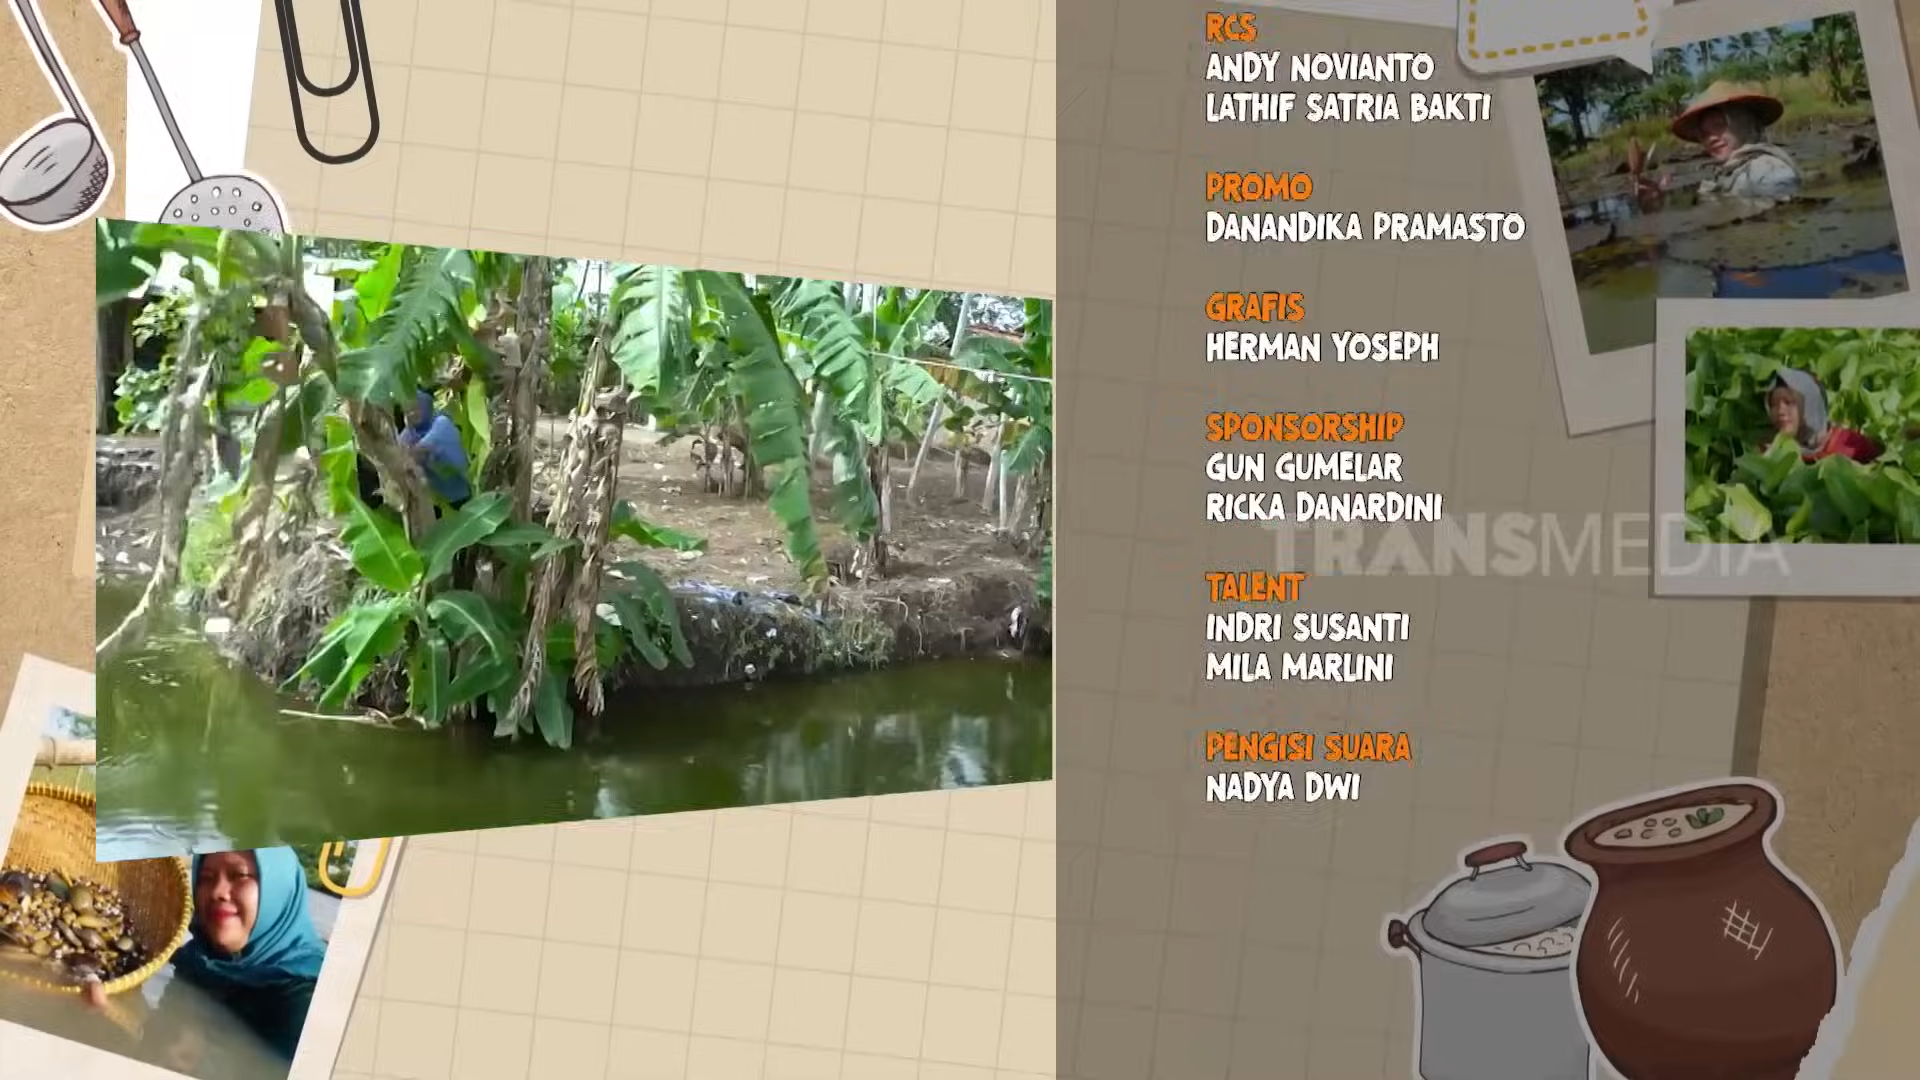 RCS
ANDY NOVIANTO
LATHIF SATRIA BAKTI
PROMO
DANANDIKA PRAMASTO
GRAFIS
HERMAN YOSEPH
SPONSORSHIP
GUN GUMELAR
RICKA DANARDINI
TRANSMEDIA
TALENT
INDRI SUSANTI
MILA MARLINI
PENGISI SUARA
NADYA DWI